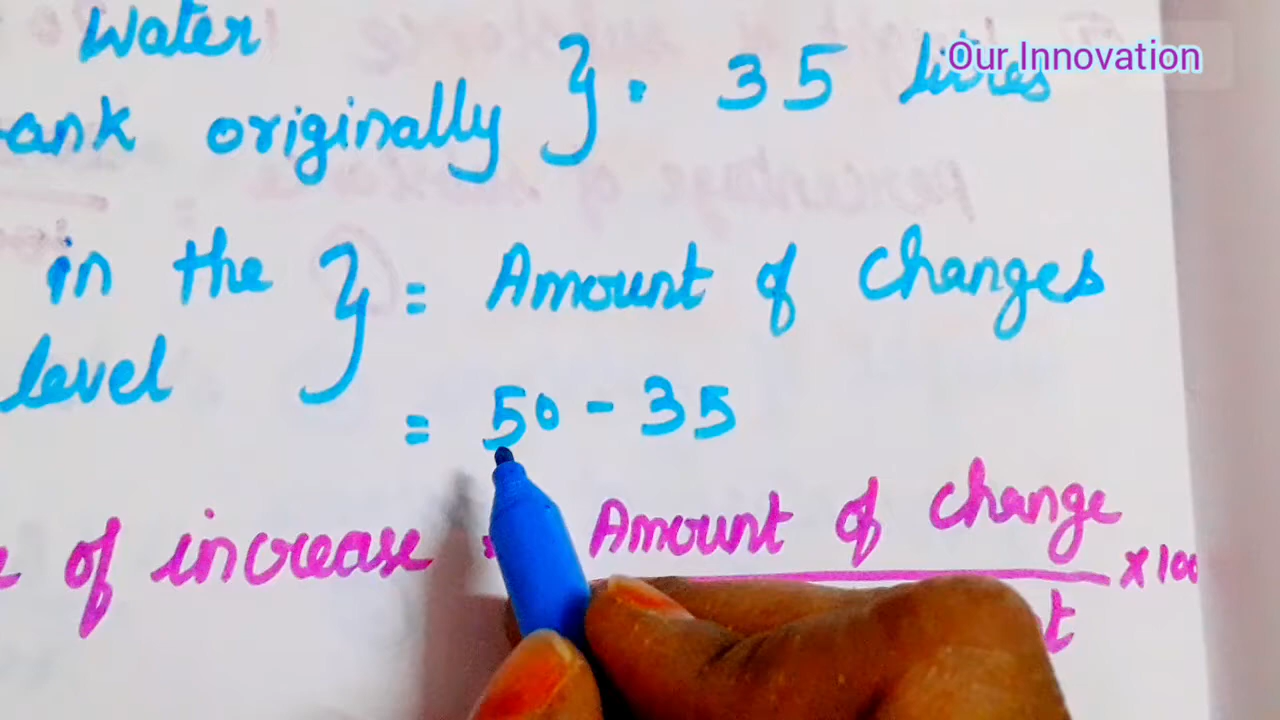 Our Innovation
Water
ank originally } = 35 litres
in the
level } = Amount of changes
= 50 - 35
of increase = Amount of change
x 100